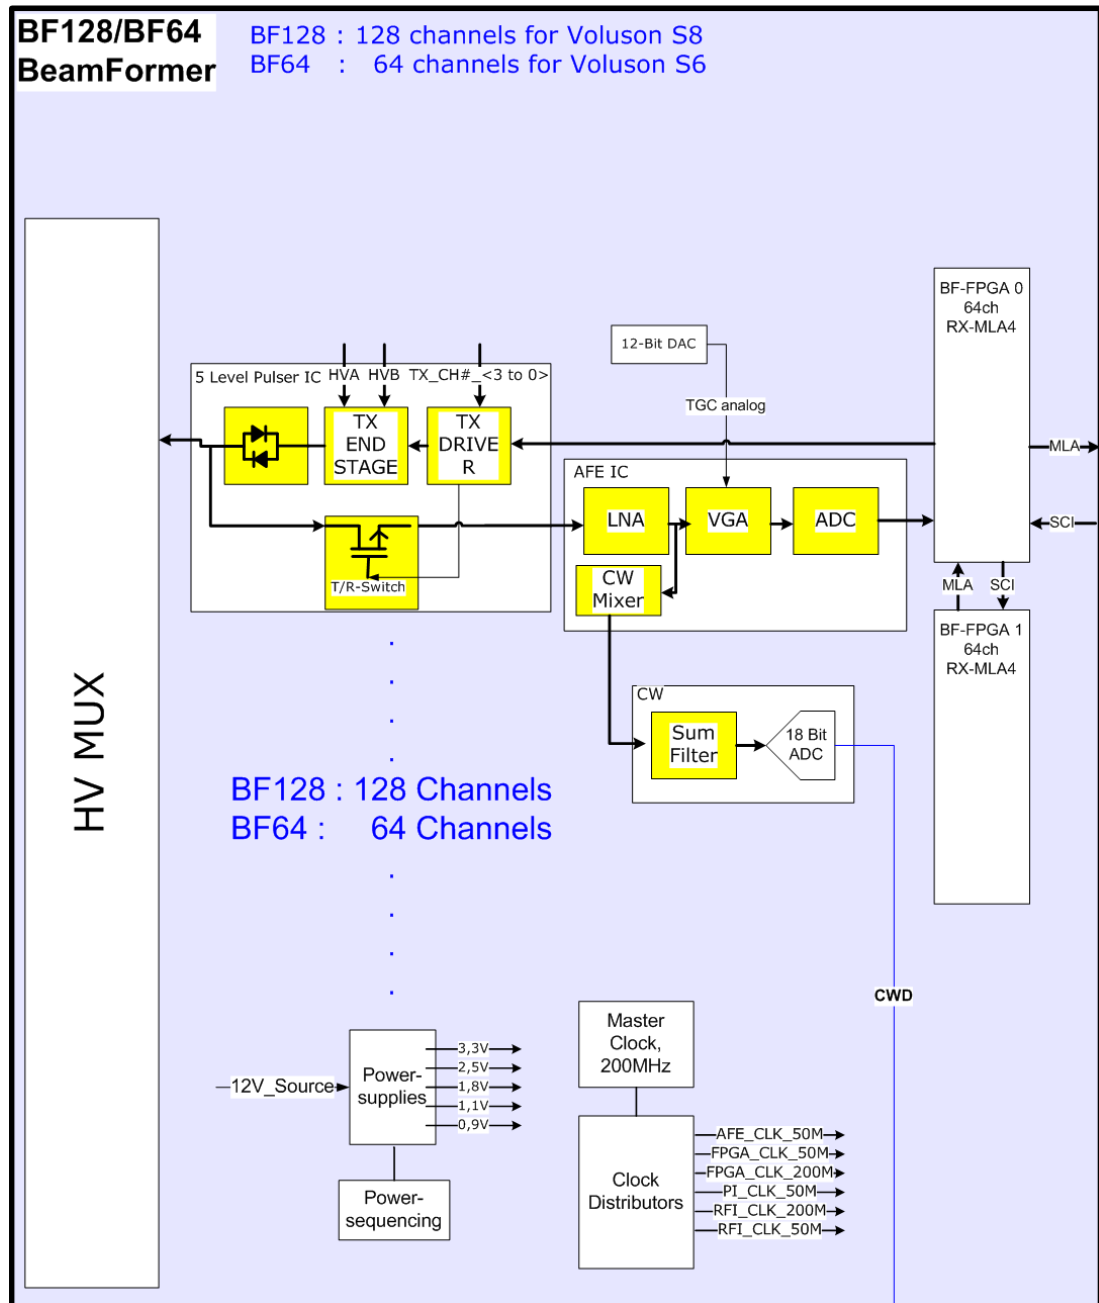 BF128/BF64
BeamFormer
BF128 : 128 channels for Voluson S8
BF64 : 64 channels for Voluson S6
BF-FPGA 0
64ch
RX-MLA4
12-Bit DAC
5 Level Pulser IC
HVA
HVB
TX_CH#_<3 to 0>
TGC analog
TX
END
STAGE
TX
DRIVE
R
MLA
AFE IC
LNA
VGA
ADC
SCI
T/R-Switch
CW
Mixer
MLA
SCI
BF-FPGA 1
64ch
RX-MLA4
HV MUX
CW
Sum
Filter
18 Bit
ADC
BF128 : 128 Channels
BF64 : 64 Channels
CWD
Master
Clock,
200MHz
12V_Source
Power-
supplies
3,3V
2,5V
1,8V
1,1V
0,9V
Power-
sequencing
Clock
Distributors
AFE_CLK_50M
FPGA_CLK_50M
FPGA_CLK_200M
PI_CLK_50M
RFI_CLK_200M
RFI_CLK_50M